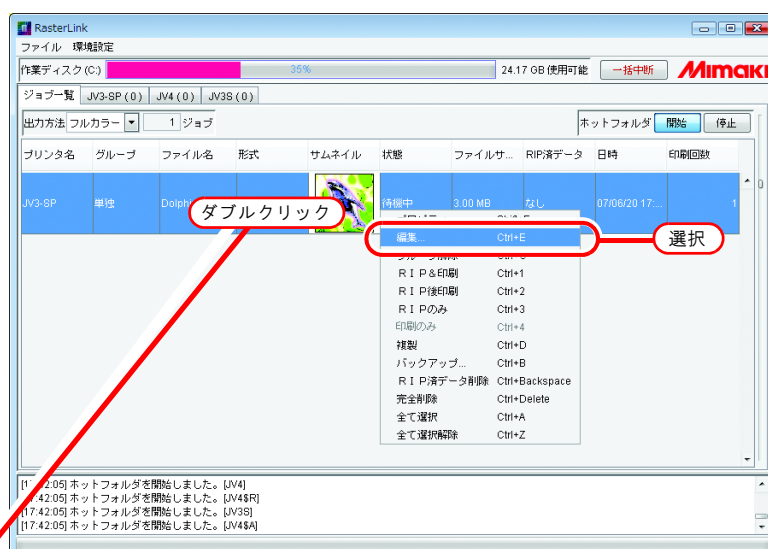 RasterLink
ファイル 環境設定
作業ディスク(C:) 35% 24.17 GB 使用可能 一括中断 Mimaki
ジョブ一覧 JV3-SP ( 0 ) JV4 ( 0 ) JV3S ( 0 )
出力方法 フルカラー 1 ジョブ ホットフォルダ 開始 停止
プリンタ名 グループ ファイル名 形式 サムネイル 状態 ファイルサ... RIP済データ 日時 印刷回数
JV3-SP 単独 Dolph 待機中 3.00 MB なし 07/06/20 17:... 1
ダブルクリック
編集... Ctrl+E
選択
ＲＩＰ&印刷 Ctrl+1
ＲＩＰ後印刷 Ctrl+2
ＲＩＰのみ Ctrl+3
印刷のみ Ctrl+4
複製 Ctrl+D
バックアップ... Ctrl+B
ＲＩＰ済データ削除 Ctrl+Backspace
完全削除 Ctrl+Delete
全て選択 Ctrl+A
全て選択解除 Ctrl+Z
2:05] ホットフォルダを開始しました。[JV4]
:42:05] ホットフォルダを開始しました。[JV4$R]
17:42:05] ホットフォルダを開始しました。[JV3S]
[17:42:05] ホットフォルダを開始しました。[JV4$A]